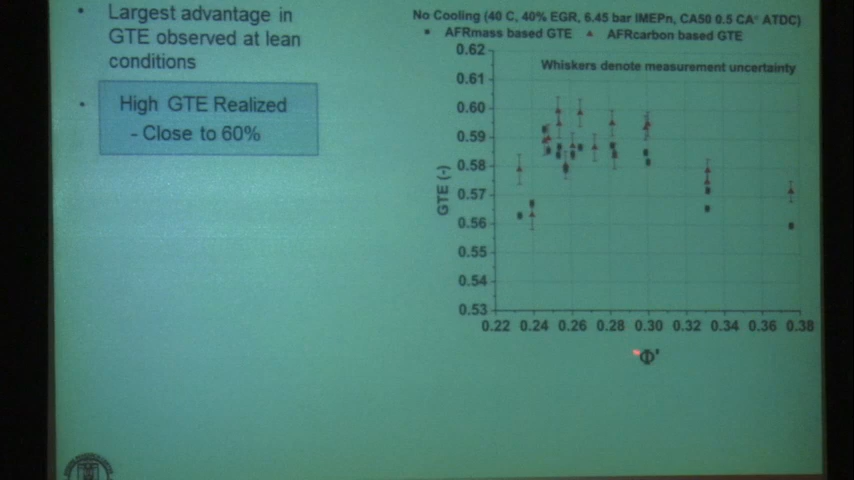 • Largest advantage in
GTE observed at lean
conditions
• High GTE Realized
- Close to 60%
No Cooling (40 C, 40% EGR, 6.45 bar IMEPn, CA50 0.5 CA° ATDC)
▪ AFRmass based GTE ▲ AFRcarbon based GTE
Whiskers denote measurement uncertainty
0.62
0.61
0.60
0.59
0.58
0.57
0.56
0.55
0.54
0.53
GTE (-)
0.22 0.24 0.26 0.28 0.30 0.32 0.34 0.36 0.38
Φ'